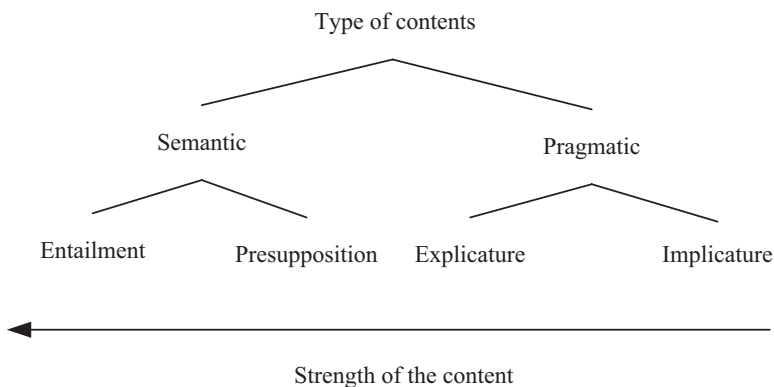 Type of contents
Semantic
Pragmatic
Entailment
Presupposition
Explicature
Implicature
Strength of the content